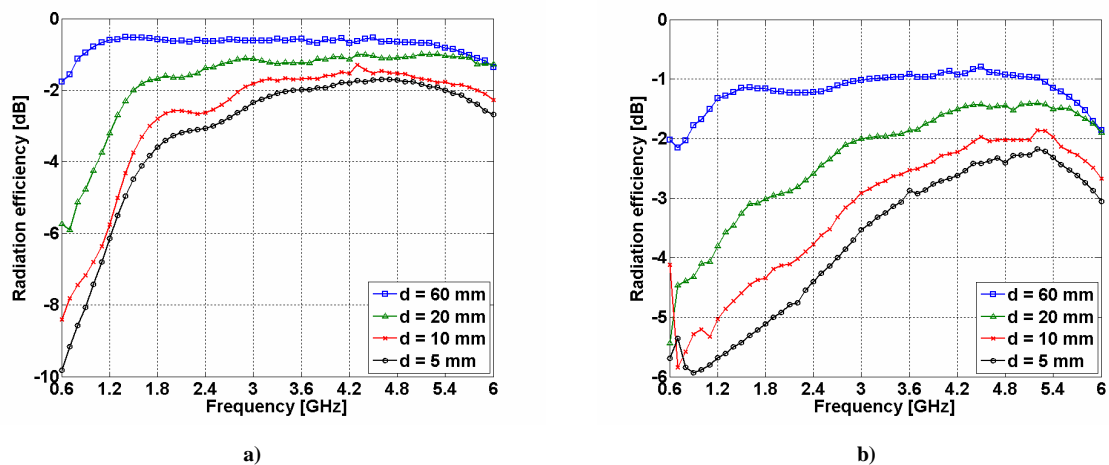 0
-2
-4
-6
-8
-10
Radiation efficiency [dB]
0.6 1.2 1.8 2.4 3 3.6 4.2 4.8 5.4 6
Frequency [GHz]
d = 60 mm
d = 20 mm
d = 10 mm
d = 5 mm
a)
0
-1
-2
-3
-4
-5
-6
Radiation efficiency [dB]
0.6 1.2 1.8 2.4 3 3.6 4.2 4.8 5.4 6
Frequency [GHz]
d = 60 mm
d = 20 mm
d = 10 mm
d = 5 mm
b)